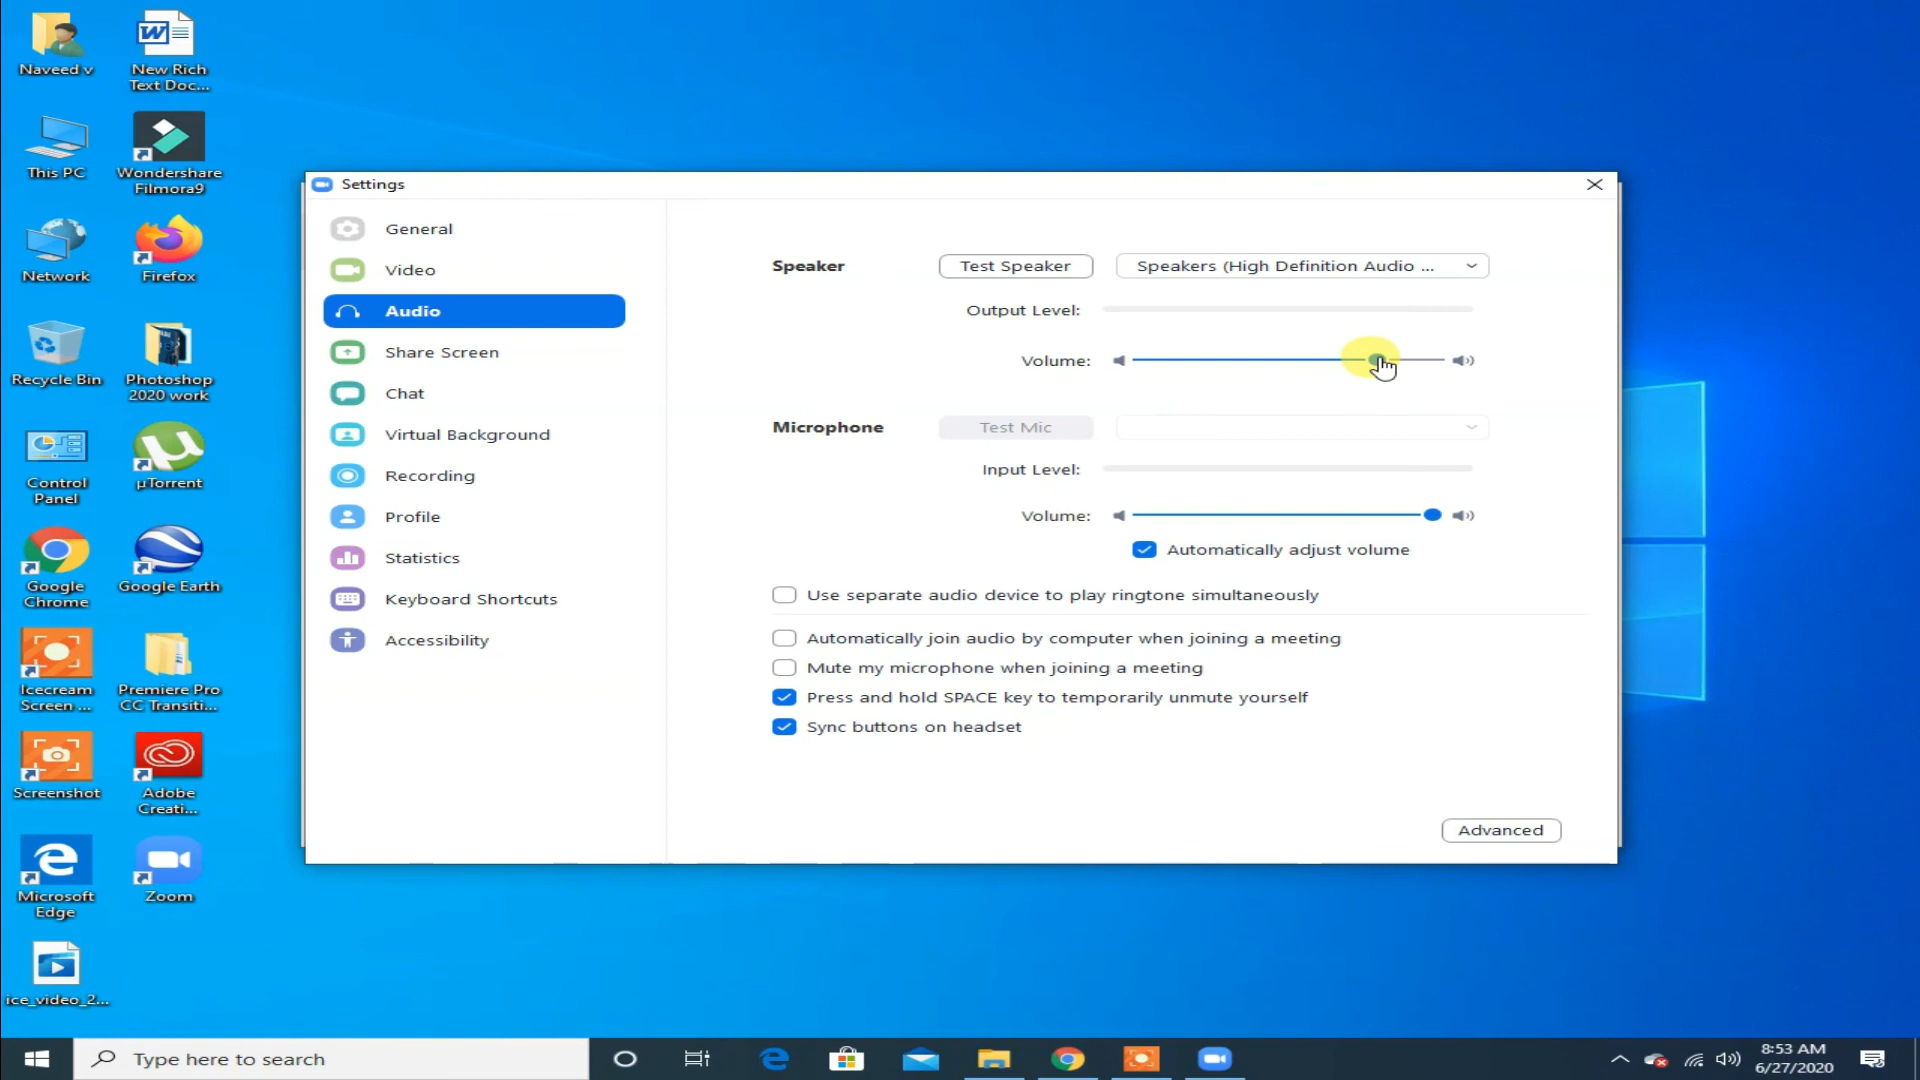 Naveed v
New Rich
Text Doc...
This PC
Wondershare
Filmora9
Network
Firefox
Recycle Bin
Photoshop
2020 work
Control
Panel
µTorrent
Google
Chrome
Google Earth
Icecream
Screen ...
Premiere Pro
CC Transiti...
Screenshot
Adobe
Creati...
Microsoft
Edge
Zoom
ice_video_2...
Settings
General
Video
Audio
Share Screen
Chat
Virtual Background
Recording
Profile
Statistics
Keyboard Shortcuts
Accessibility
Speaker
Test Speaker
Speakers (High Definition Audio ...
Output Level:
Volume:
Microphone
Test Mic
Input Level:
Volume:
Automatically adjust volume
Use separate audio device to play ringtone simultaneously
Automatically join audio by computer when joining a meeting
Mute my microphone when joining a meeting
Press and hold SPACE key to temporarily unmute yourself
Sync buttons on headset
Advanced
Type here to search
8:53 AM
6/27/2020